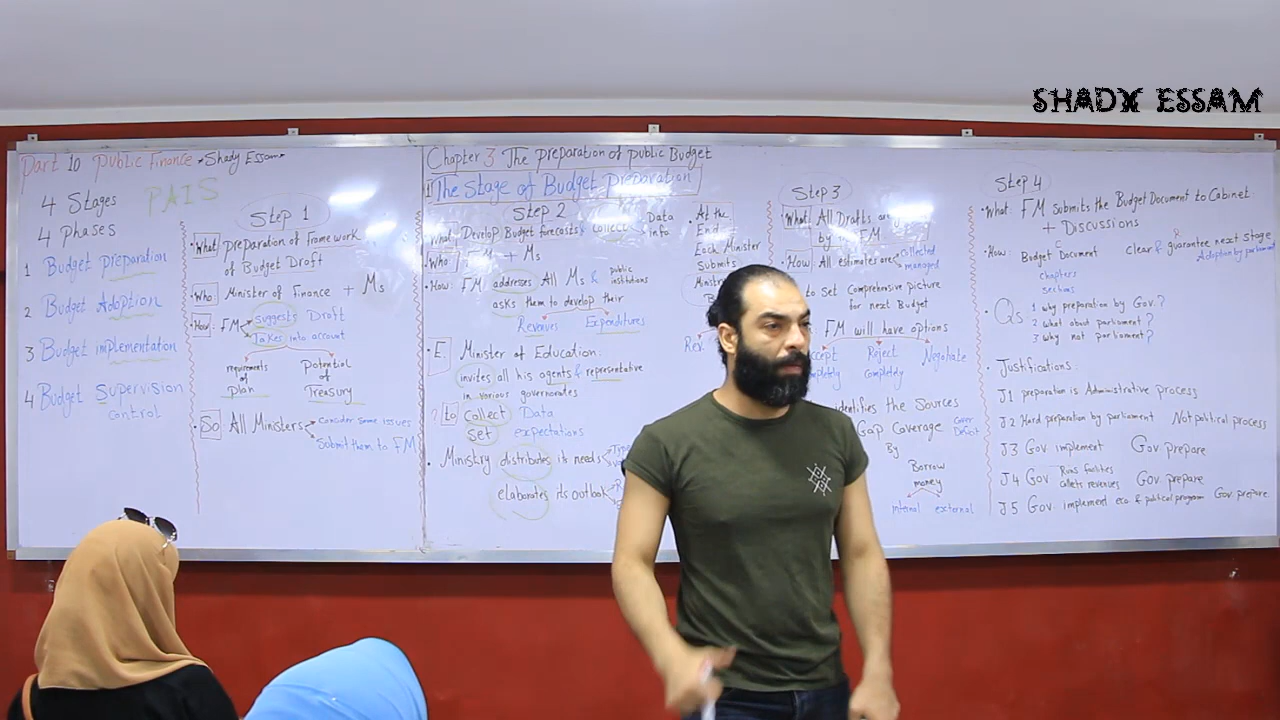 SHADY ESSAM
Part 10 Public Finance Shady Essam
PAIS
4 Stages
4 Phases
1 Budget preparation
2 Budget Adoption
3 Budget implementation
4 Budget Supervision
control
Step 1
What: preparation of framework
of Budget Draft
Who: Minister of Finance + Ms
How: FM suggests Draft
Takes into account
requirements of plan
Potential of Treasury
So All Ministers Consider Some issues
Submit them to FM
Chapter 3 The preparation of public Budget
1 The Stage of Budget Preparation
Step 2
What: Develop Budget forecasts & collect Data
info
Who: FM + Ms
How: FM addresses All Ms & public institutions
asks them to develop their
Revenues Expenditures
E. Minister of Education:
invites all his agents & representative
in various governorates
to Collect Data
Set expectations
Ministry distributes its needs
elaborates its outlook
At the
End
Each Minister
Submits
Step 3
What: All Drafts are
by FM
How: All estimates are collected
managed
to Set Comprehensive picture
for next Budget
FM will have options
Reject Completely
Negotiate
identifies the Sources
Gap Coverage Cover Deficit
By
Borrow
money
internal external
Step 4
What FM Submits the Budget Document to Cabinet
+ Discussions
How: Budget Document Clear & guarantee next Stage
Adoption by parliament
chapters
Sections
Qs 1 why preparation by Gov.?
2 what about parliament?
3 why not parliament?
Justifications:
J1 preparation is Administrative process
J2 Hard preparation by parliament Not political process
J3 Gov implement Gov prepare
J4 Gov Runs facilities
collets revenues Gov prepare
J5 Gov implement eco & political program Gov prepare